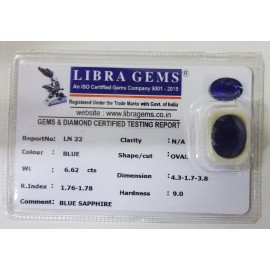 LIBRA GEMS®
An ISO Certified Gems Company 9001 - 2015
Registered Under the Trade Marks with Govt. of India
website : www.libragems.co.in
GEMS & DIAMOND CERTIFIED TESTING REPORT
ReportNo: LN 22 Clarity: N/A
Colour BLUE Shape/cut: OVAL
Wt 6.62 cts Dimension: 4.3-1.7-3.8
R.Index 1.76-1.78 Hardness: 9.0
Comment: BLUE SAPPHIRE